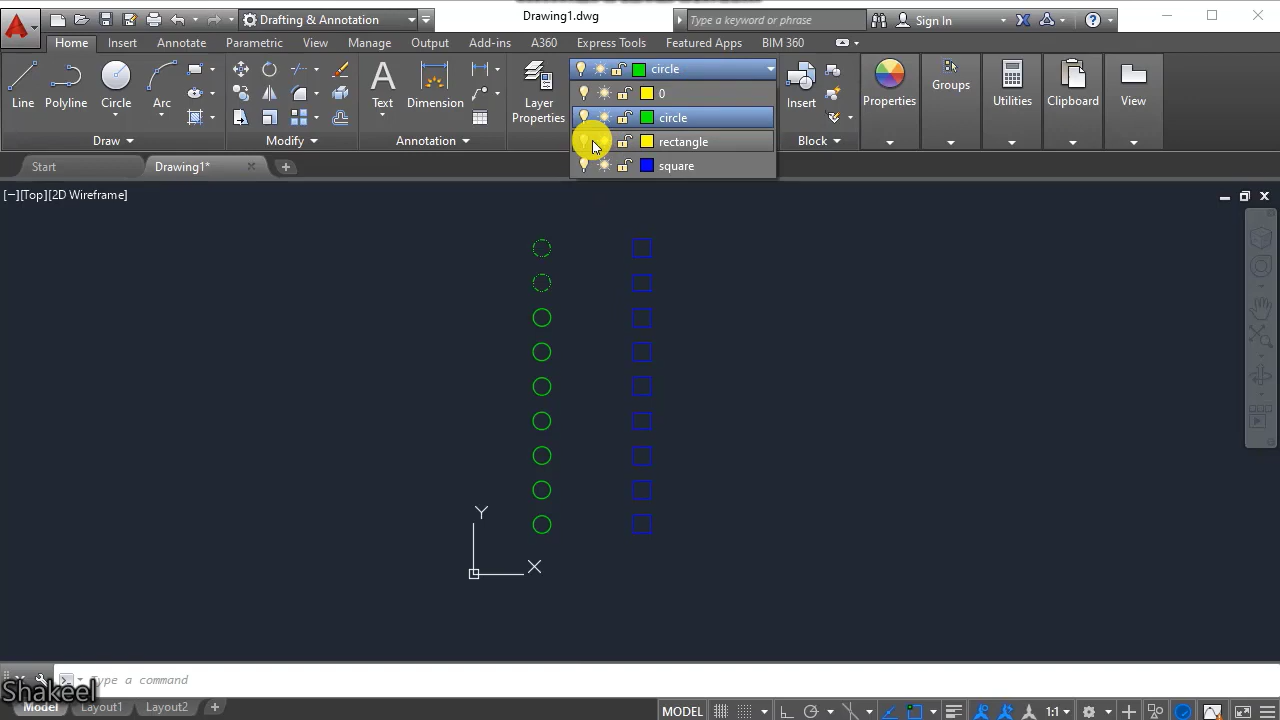 Drafting & Annotation
Drawing1.dwg
Type a keyword or phrase
Sign In
Home
Insert
Annotate
Parametric
View
Manage
Output
Add-ins
A360
Express Tools
Featured Apps
BIM 360
circle
0
circle
rectangle
square
Line
Polyline
Circle
Arc
Text
Dimension
Layer
Properties
Insert
Properties
Groups
Utilities
Clipboard
View
Draw
Modify
Annotation
Block
Start
Drawing1*
[−][Top][2D Wireframe]
Y
X
Type a command
Shakeel
Model
Layout1
Layout2
MODEL
1:1